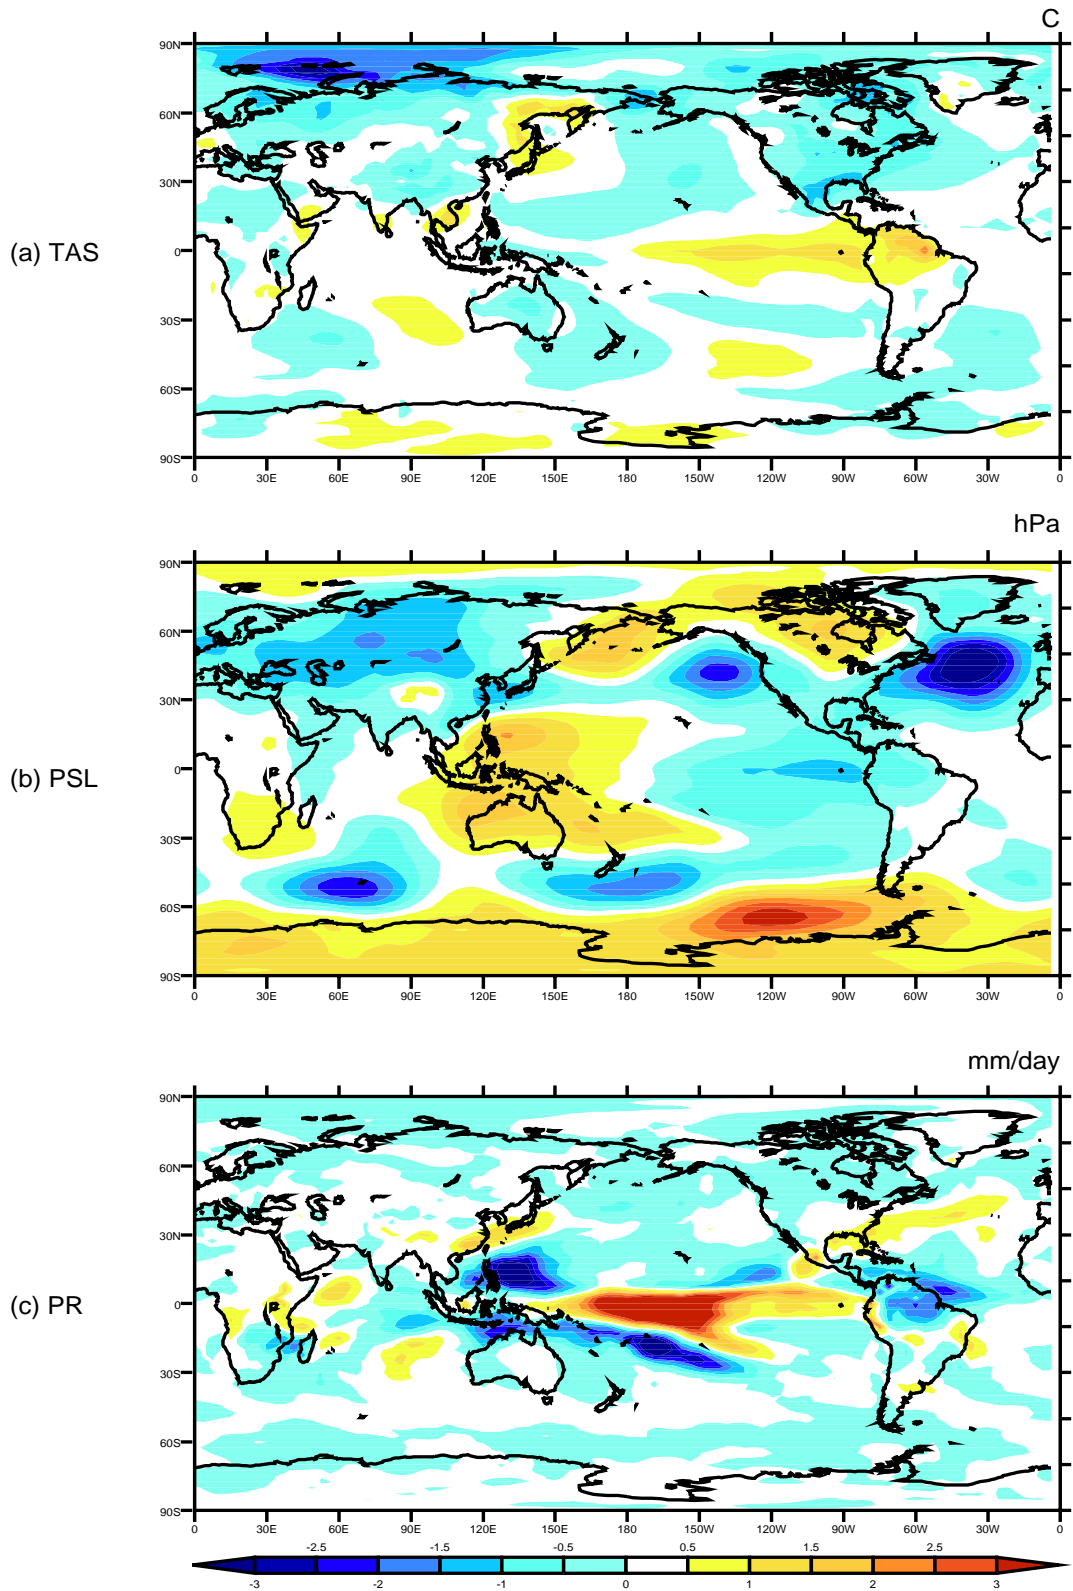 C
90N
60N
30N
(a) TAS
0
30S
60S
90S
0 30E 60E 90E 120E 150E 180 150W 120W 90W 60W 30W 0
hPa
90N
60N
30N
(b) PSL
0
30S
60S
90S
0 30E 60E 90E 120E 150E 180 150W 120W 90W 60W 30W 0
mm/day
90N
60N
30N
(c) PR
0
30S
60S
90S
0 30E 60E 90E 120E 150E 180 150W 120W 90W 60W 30W 0
-2.5 -1.5 -0.5 0.5 1.5 2.5
-3 -2 -1 0 1 2 3